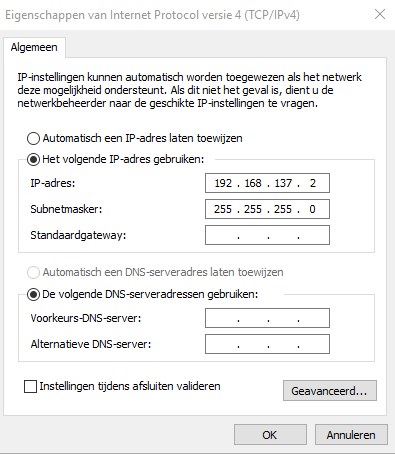 Eigenschappen van Internet Protocol versie 4 (TCP/IPv4)
Algemeen
IP-instellingen kunnen automatisch worden toegewezen als het netwerk
deze mogelijkheid ondersteunt. Als dit niet het geval is, dient u de
netwerkbeheerder naar de geschikte IP-instellingen te vragen.
Automatisch een IP-adres laten toewijzen
Het volgende IP-adres gebruiken:
IP-adres: 192 . 168 . 137 . 2
Subnetmasker: 255 . 255 . 255 . 0
Standaardgateway: . . .
Automatisch een DNS-serveradres laten toewijzen
De volgende DNS-serveradressen gebruiken:
Voorkeurs-DNS-server: . . .
Alternatieve DNS-server: . . .
Instellingen tijdens afsluiten valideren
Geavanceerd...
OK Annuleren